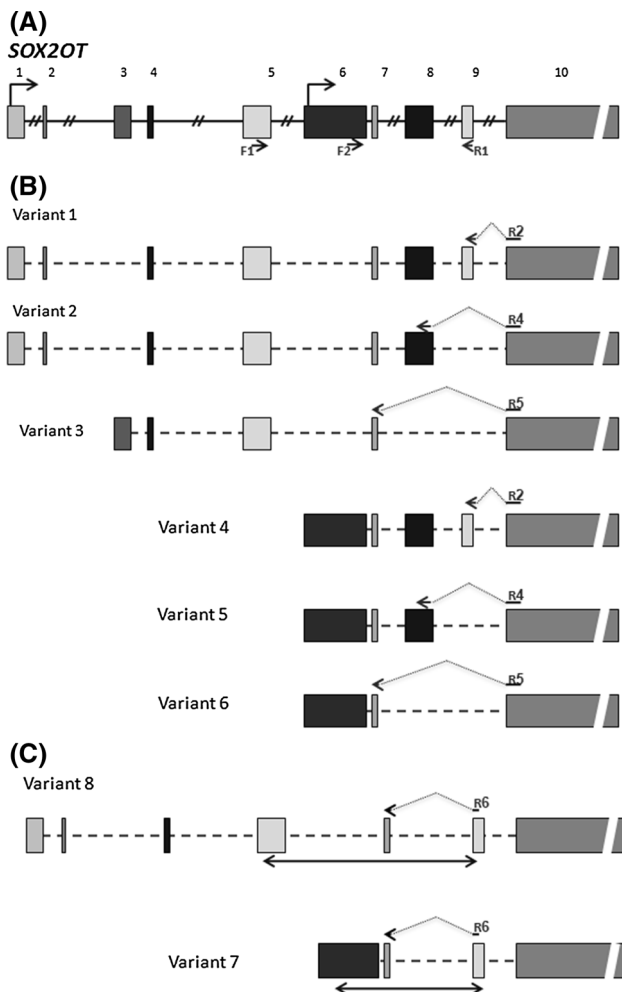 (A)
SOX2OT
1 2 3 4 5 6 7 8 9 10
F1 F2 R1
(B)
Variant 1
R2
Variant 2
R4
Variant 3
R5
Variant 4
R2
Variant 5
R4
Variant 6
R5
(C)
Variant 8
R6
Variant 7
R6